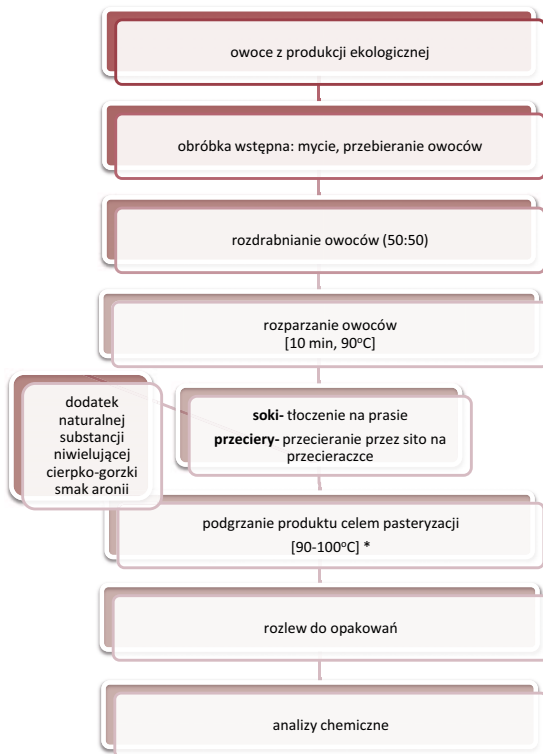 owoce z produkcji ekologicznej
obróbka wstępna: mycie, przebieranie owoców
rozdrabnianie owoców (50:50)
rozparzanie owoców
[10 min, 90°C]
dodatek
naturalnej
substancji
niwelującej
cierpko-gorzki
smak aronii
soki- tłoczenie na prasie
przeciery- przecieranie przez sito na
przecieraczce
podgrzanie produktu celem pasteryzacji
[90-100°C] *
rozlew do opakowań
analizy chemiczne